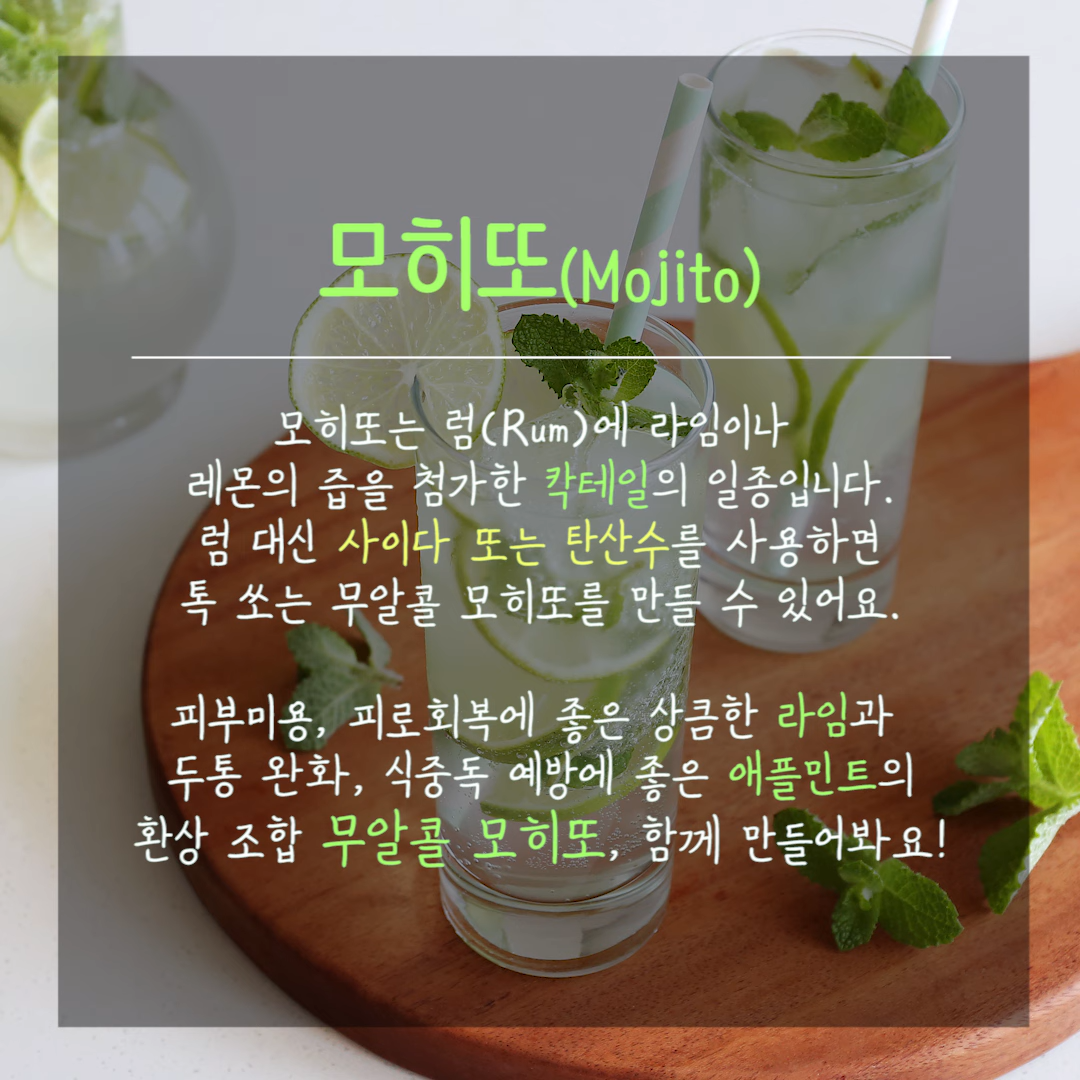 모히또(Mojito)
모히또는 럼(Rum)에 라임이나
레몬의 즙을 첨가한 칵테일의 일종입니다.
럼 대신 사이다 또는 탄산수를 사용하면
톡 쏘는 무알콜 모히또를 만들 수 있어요.
피부미용, 피로회복에 좋은 상큼한 라임과
두통 완화, 식중독 예방에 좋은 애플민트의
환상 조합 무알콜 모히또, 함께 만들어봐요!